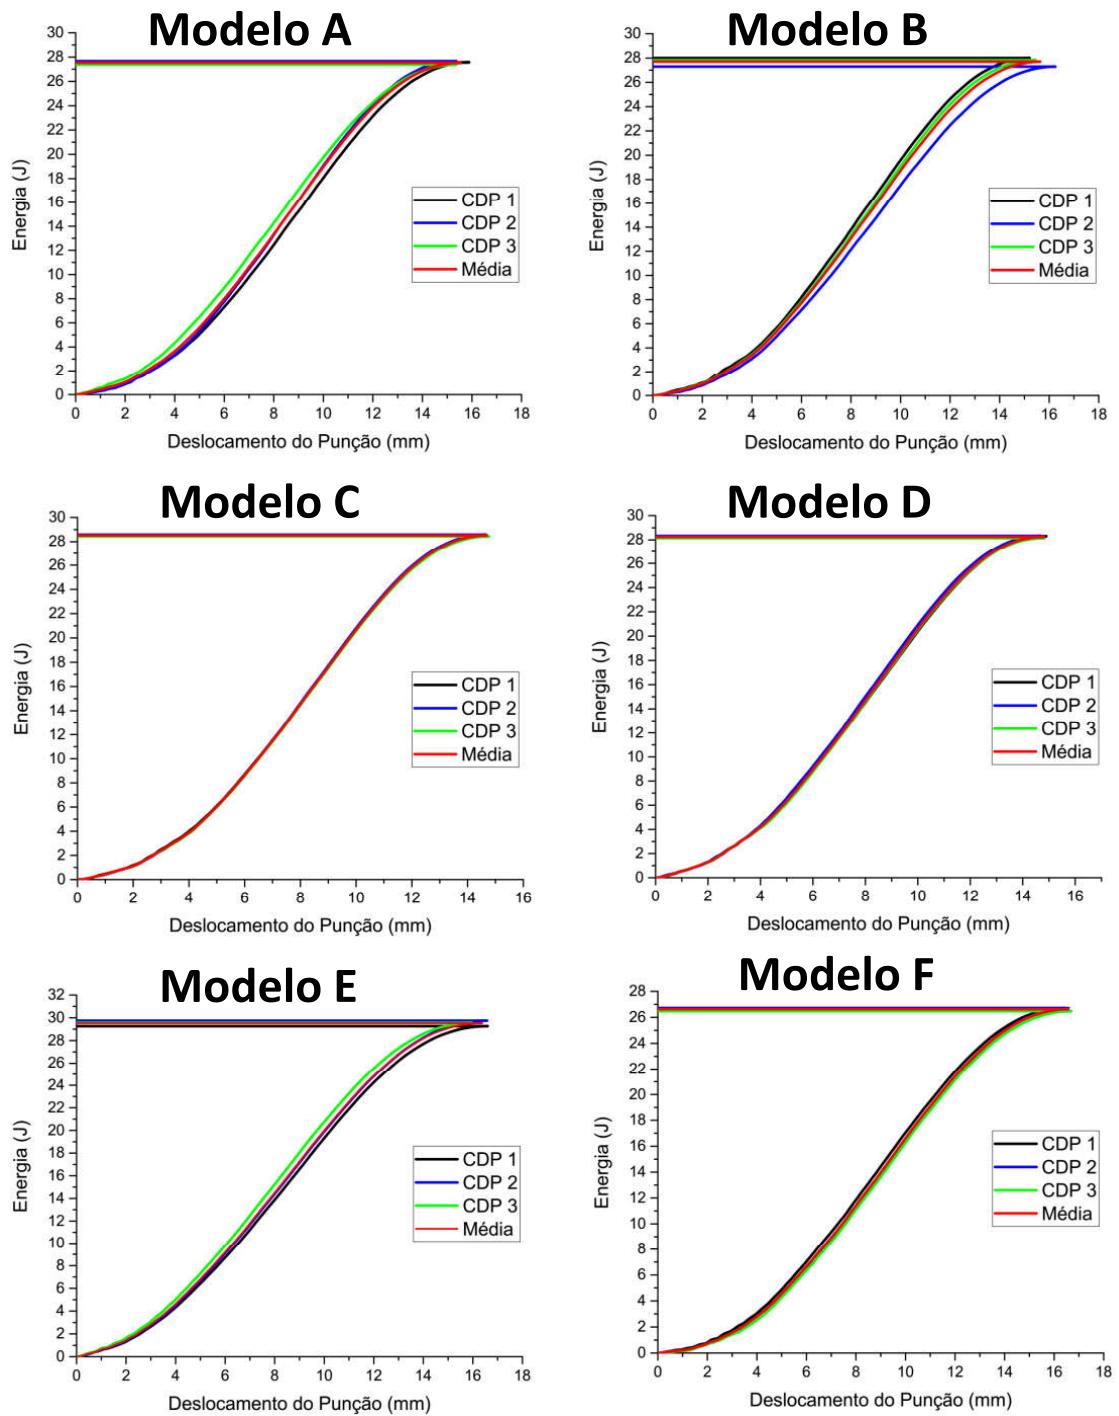 Modelo A
30
28
26
24
22
20
18
16
14
12
10
8
6
4
2
0
Energia (J)
CDP 1
CDP 2
CDP 3
Média
0 2 4 6 8 10 12 14 16 18
Deslocamento do Punção (mm)
Modelo B
30
28
26
24
22
20
18
16
14
12
10
8
6
4
2
0
Energia (J)
CDP 1
CDP 2
CDP 3
Média
0 2 4 6 8 10 12 14 16 18
Deslocamento do Punção (mm)
Modelo C
30
28
26
24
22
20
18
16
14
12
10
8
6
4
2
0
Energia (J)
CDP 1
CDP 2
CDP 3
Média
0 2 4 6 8 10 12 14 16
Deslocamento do Punção (mm)
Modelo D
30
28
26
24
22
20
18
16
14
12
10
8
6
4
2
0
Energia (J)
CDP 1
CDP 2
CDP 3
Média
0 2 4 6 8 10 12 14 16
Deslocamento do Punção (mm)
Modelo E
32
30
28
26
24
22
20
18
16
14
12
10
8
6
4
2
0
Energia (J)
CDP 1
CDP 2
CDP 3
Média
0 2 4 6 8 10 12 14 16 18
Deslocamento do Punção (mm)
Modelo F
28
26
24
22
20
18
16
14
12
10
8
6
4
2
0
Energia (J)
CDP 1
CDP 2
CDP 3
Média
0 2 4 6 8 10 12 14 16 18
Deslocamento do Punção (mm)